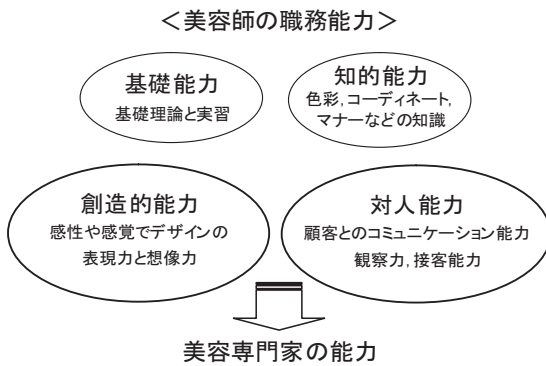 ＜美容師の職務能力＞
基礎能力
基礎理論と実習
知的能力
色彩，コーディネート，
マナーなどの知識
創造的能力
感性や感覚でデザインの
表現力と想像力
対人能力
顧客とのコミュニケーション能力
観察力，接客能力
美容専門家の能力